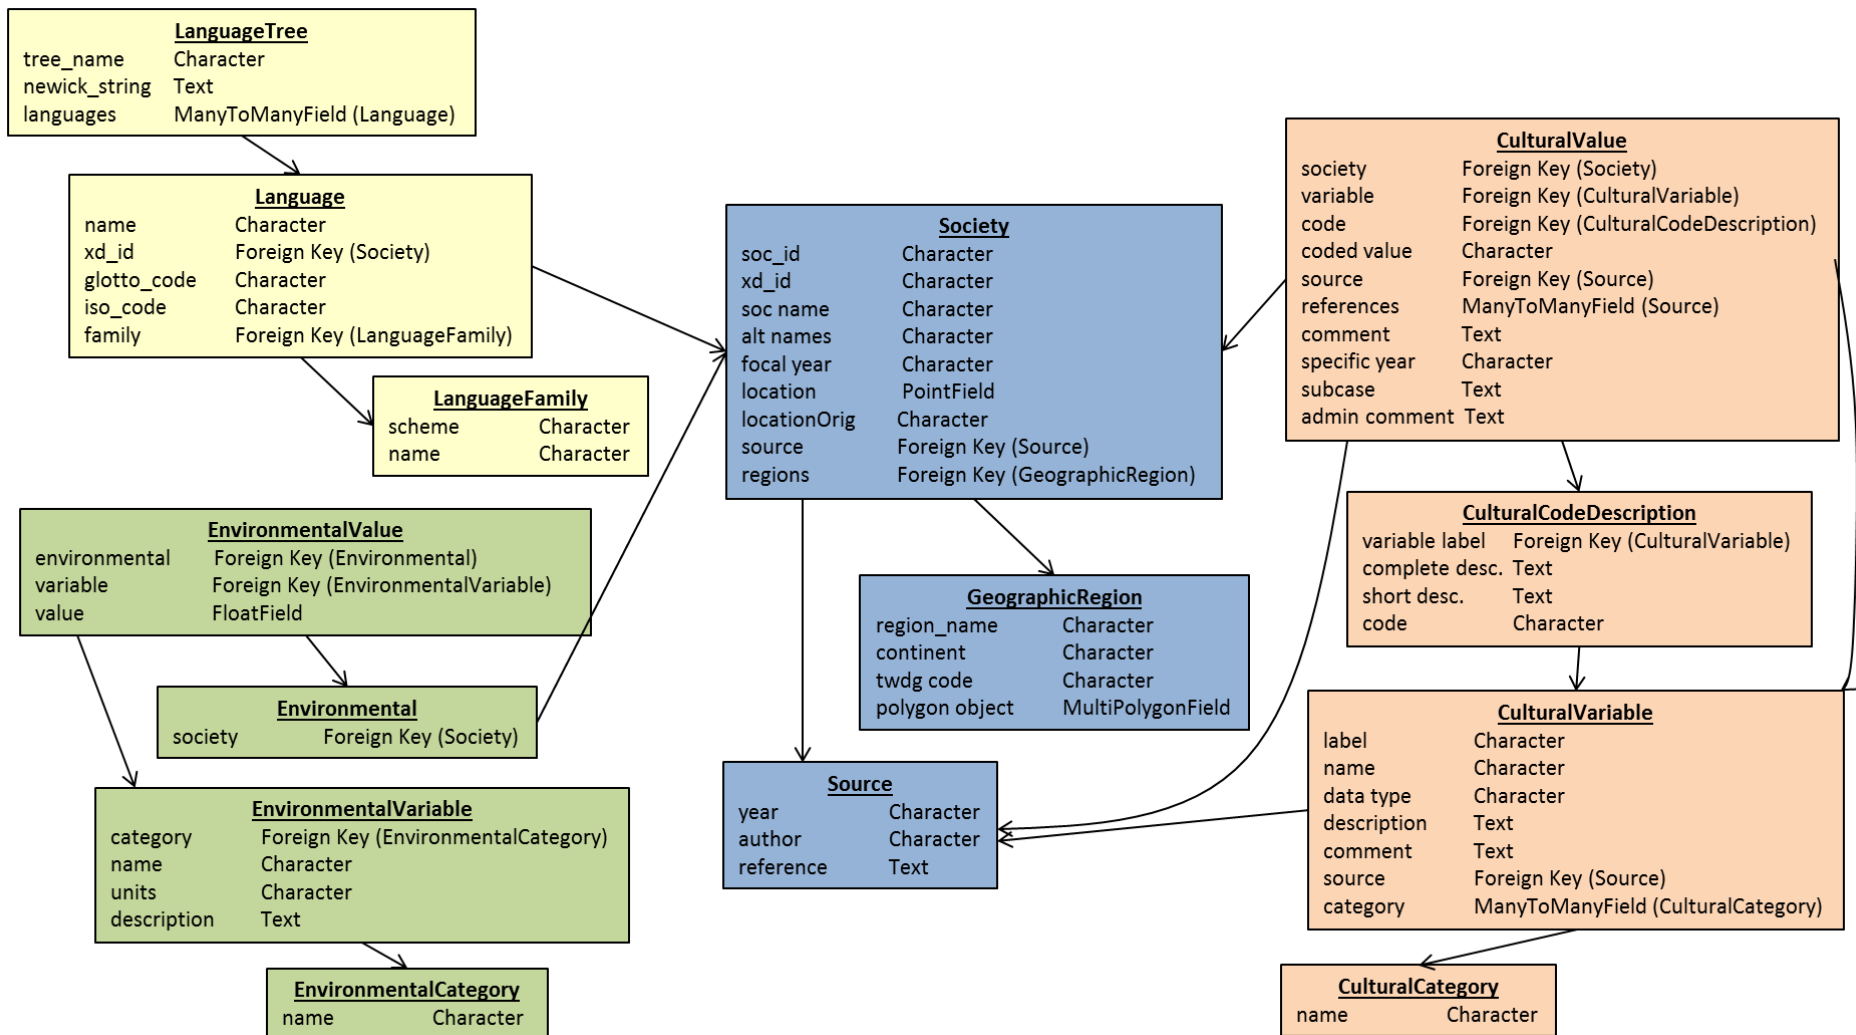 LanguageTree
tree_name Character
newick_string Text
languages ManyToManyField (Language)
Language
name Character
xd_id Foreign Key (Society)
glotto_code Character
iso_code Character
family Foreign Key (LanguageFamily)
LanguageFamily
scheme Character
name Character
EnvironmentalValue
environmental Foreign Key (Environmental)
variable Foreign Key (EnvironmentalVariable)
value FloatField
Environmental
society Foreign Key (Society)
EnvironmentalVariable
category Foreign Key (EnvironmentalCategory)
name Character
units Character
description Text
EnvironmentalCategory
name Character
Society
soc_id Character
xd_id Character
soc name Character
alt names Character
focal year Character
location PointField
locationOrig Character
source Foreign Key (Source)
regions Foreign Key (GeographicRegion)
GeographicRegion
region_name Character
continent Character
twdg code Character
polygon object MultiPolygonField
Source
year Character
author Character
reference Text
CulturalValue
society Foreign Key (Society)
variable Foreign Key (CulturalVariable)
code Foreign Key (CulturalCodeDescription)
coded value Character
source Foreign Key (Source)
references ManyToManyField (Source)
comment Text
specific year Character
subcase Text
admin comment Text
CulturalCodeDescription
variable label Foreign Key (CulturalVariable)
complete desc. Text
short desc. Text
code Character
CulturalVariable
label Character
name Character
data type Character
description Text
comment Text
source Foreign Key (Source)
category ManyToManyField (CulturalCategory)
CulturalCategory
name Character